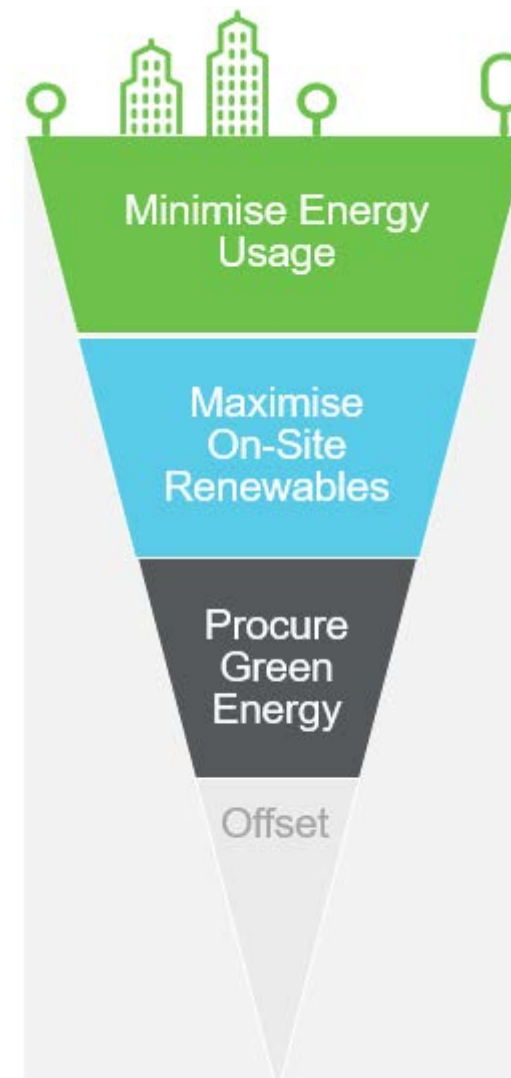 Minimise Energy
Usage
Maximise
On-Site
Renewables
Procure
Green
Energy
Offset